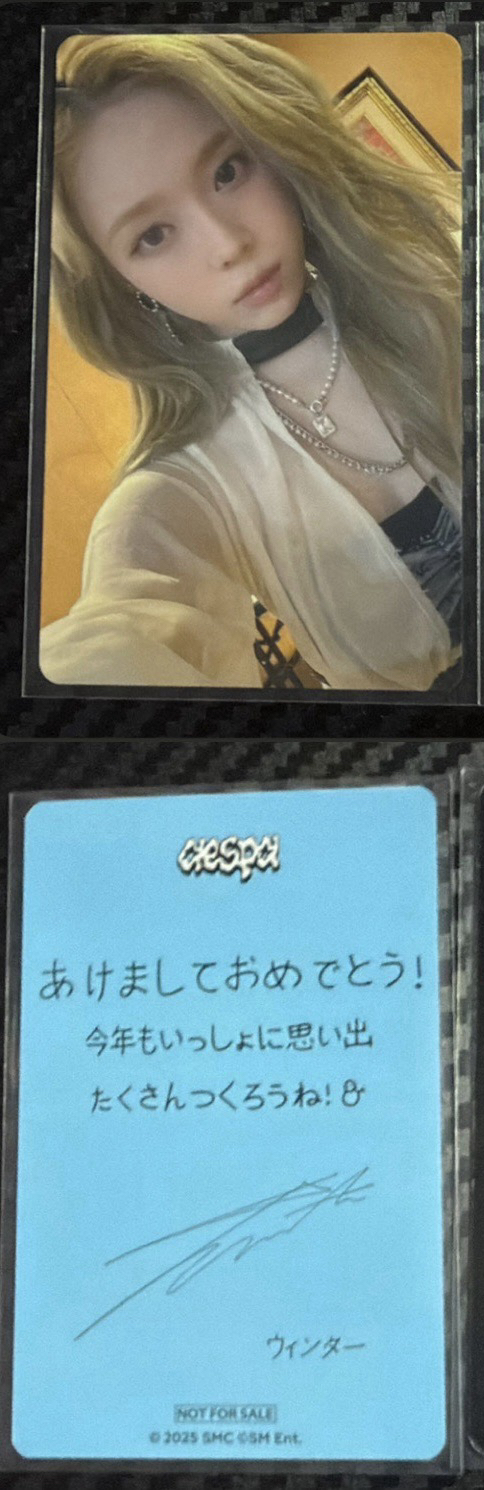 aespa
あけましておめでとう!
今年もいっしょに思い出
たくさんつくろうね!&
ウィンター
NOT FOR SALE
© 2025 SMC ©SM Ent.